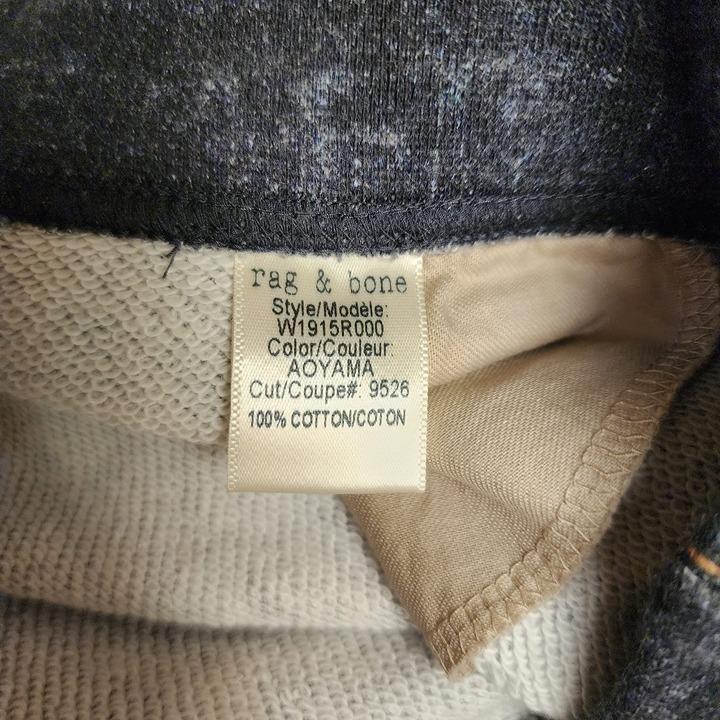 rag & bone
Style/Modèle:
W1915R000
Color/Couleur:
AOYAMA
Cut/Coupe#: 9526
100% COTTON/COTON